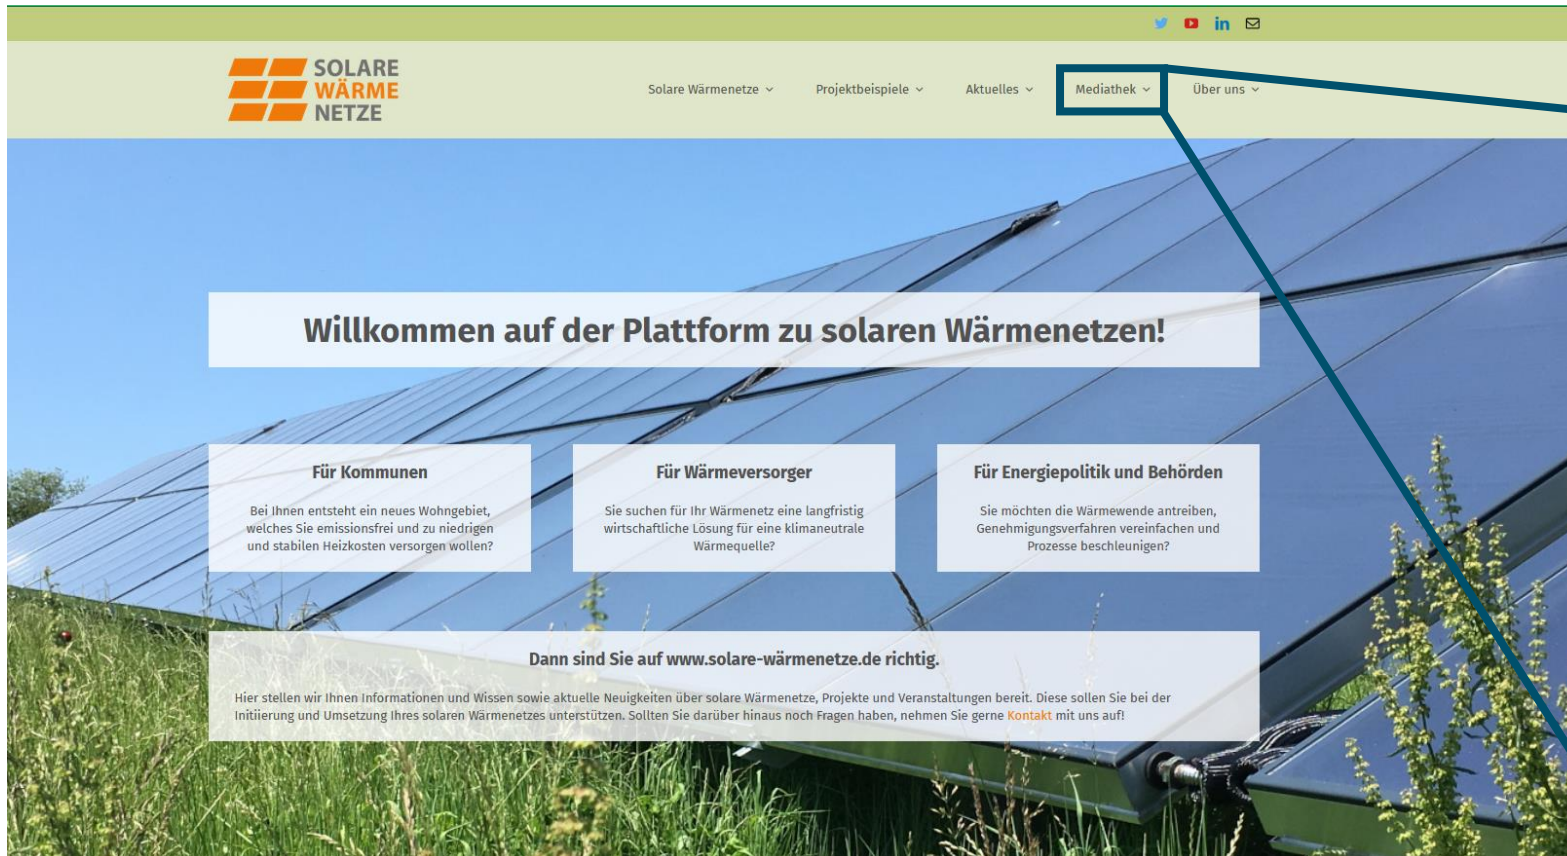 SOLARE
WÄRME
NETZE
Solare Wärmenetze
Projektbeispiele
Aktuelles
Mediathek
Über uns
Willkommen auf der Plattform zu solaren Wärmenetzen!
Für Kommunen
Bei Ihnen entsteht ein neues Wohngebiet,
welches Sie emissionsfrei und zu niedrigen
und stabilen Heizkosten versorgen wollen?
Für Wärmeversorger
Sie suchen für Ihr Wärmenetz eine langfristig
wirtschaftliche Lösung für eine klimaneutrale
Wärmequelle?
Für Energiepolitik und Behörden
Sie möchten die Wärmewende antreiben,
Genehmigungsverfahren vereinfachen und
Prozesse beschleunigen?
Dann sind Sie auf www.solare-wärmenetze.de richtig.
Hier stellen wir Ihnen Informationen und Wissen sowie aktuelle Neuigkeiten über solare Wärmenetze, Projekte und Veranstaltungen bereit. Diese sollen Sie bei der
Initiierung und Umsetzung Ihres solaren Wärmenetzes unterstützen. Sollten Sie darüber hinaus noch Fragen haben, nehmen Sie gerne Kontakt mit uns auf!